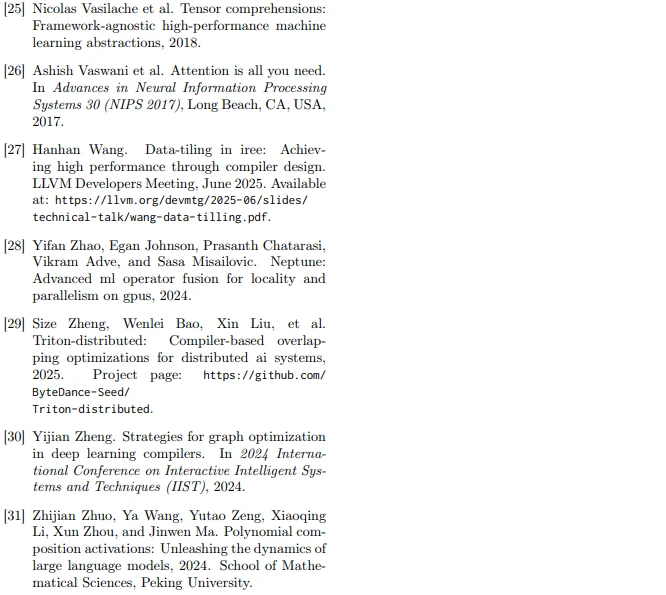 [25] Nicolas Vasilache et al. Tensor comprehensions:
Framework-agnostic high-performance machine
learning abstractions, 2018.
[26] Ashish Vaswani et al. Attention is all you need.
In Advances in Neural Information Processing
Systems 30 (NIPS 2017), Long Beach, CA, USA,
2017.
[27] Hanhan Wang. Data-tiling in iree: Achiev-
ing high performance through compiler design.
LLVM Developers Meeting, June 2025. Available
at: https://llvm.org/devmtg/2025-06/slides/
technical-talk/wang-data-tilling.pdf.
[28] Yifan Zhao, Egan Johnson, Prasanth Chatarasi,
Vikram Adve, and Sasa Misailovic. Neptune:
Advanced ml operator fusion for locality and
parallelism on gpus, 2024.
[29] Size Zheng, Wenlei Bao, Xin Liu, et al.
Triton-distributed: Compiler-based overlap-
ping optimizations for distributed ai systems,
2025. Project page: https://github.com/
ByteDance-Seed/
Triton-distributed.
[30] Yijian Zheng. Strategies for graph optimization
in deep learning compilers. In 2024 Interna-
tional Conference on Interactive Intelligent Sys-
tems and Techniques (IIST), 2024.
[31] Zhijian Zhuo, Ya Wang, Yutao Zeng, Xiaoqing
Li, Xun Zhou, and Jinwen Ma. Polynomial com-
position activations: Unleashing the dynamics of
large language models, 2024. School of Mathe-
matical Sciences, Peking University.